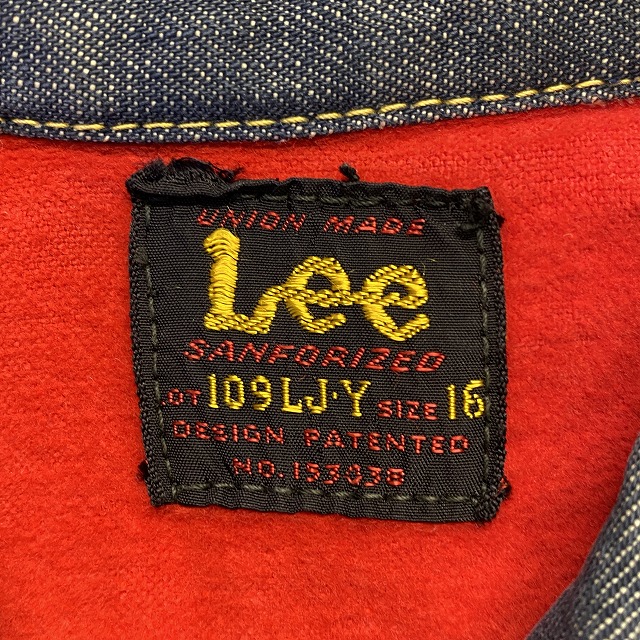 UNION MADE
Lee
SANFORIZED
LOT 109LJ·Y SIZE 16
DESIGN PATENTED
NO. 153438